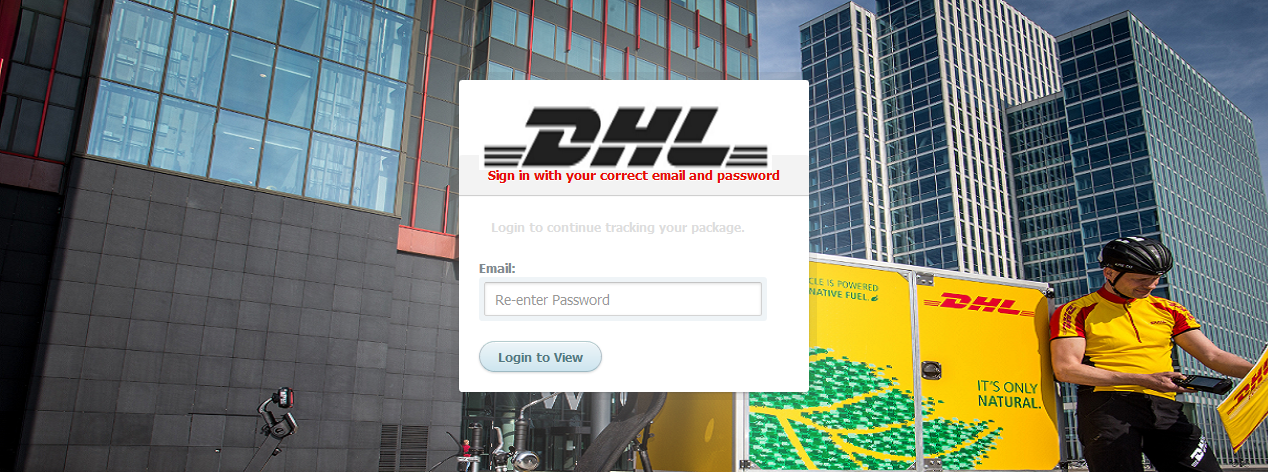 DHL
Sign in with your correct email and password
Login to continue tracking your package.
Email:
Re-enter Password
Login to View
CLE IS POWERED
NATIVE FUEL.
DHL
IT'S ONLY
NATURAL.
DHL